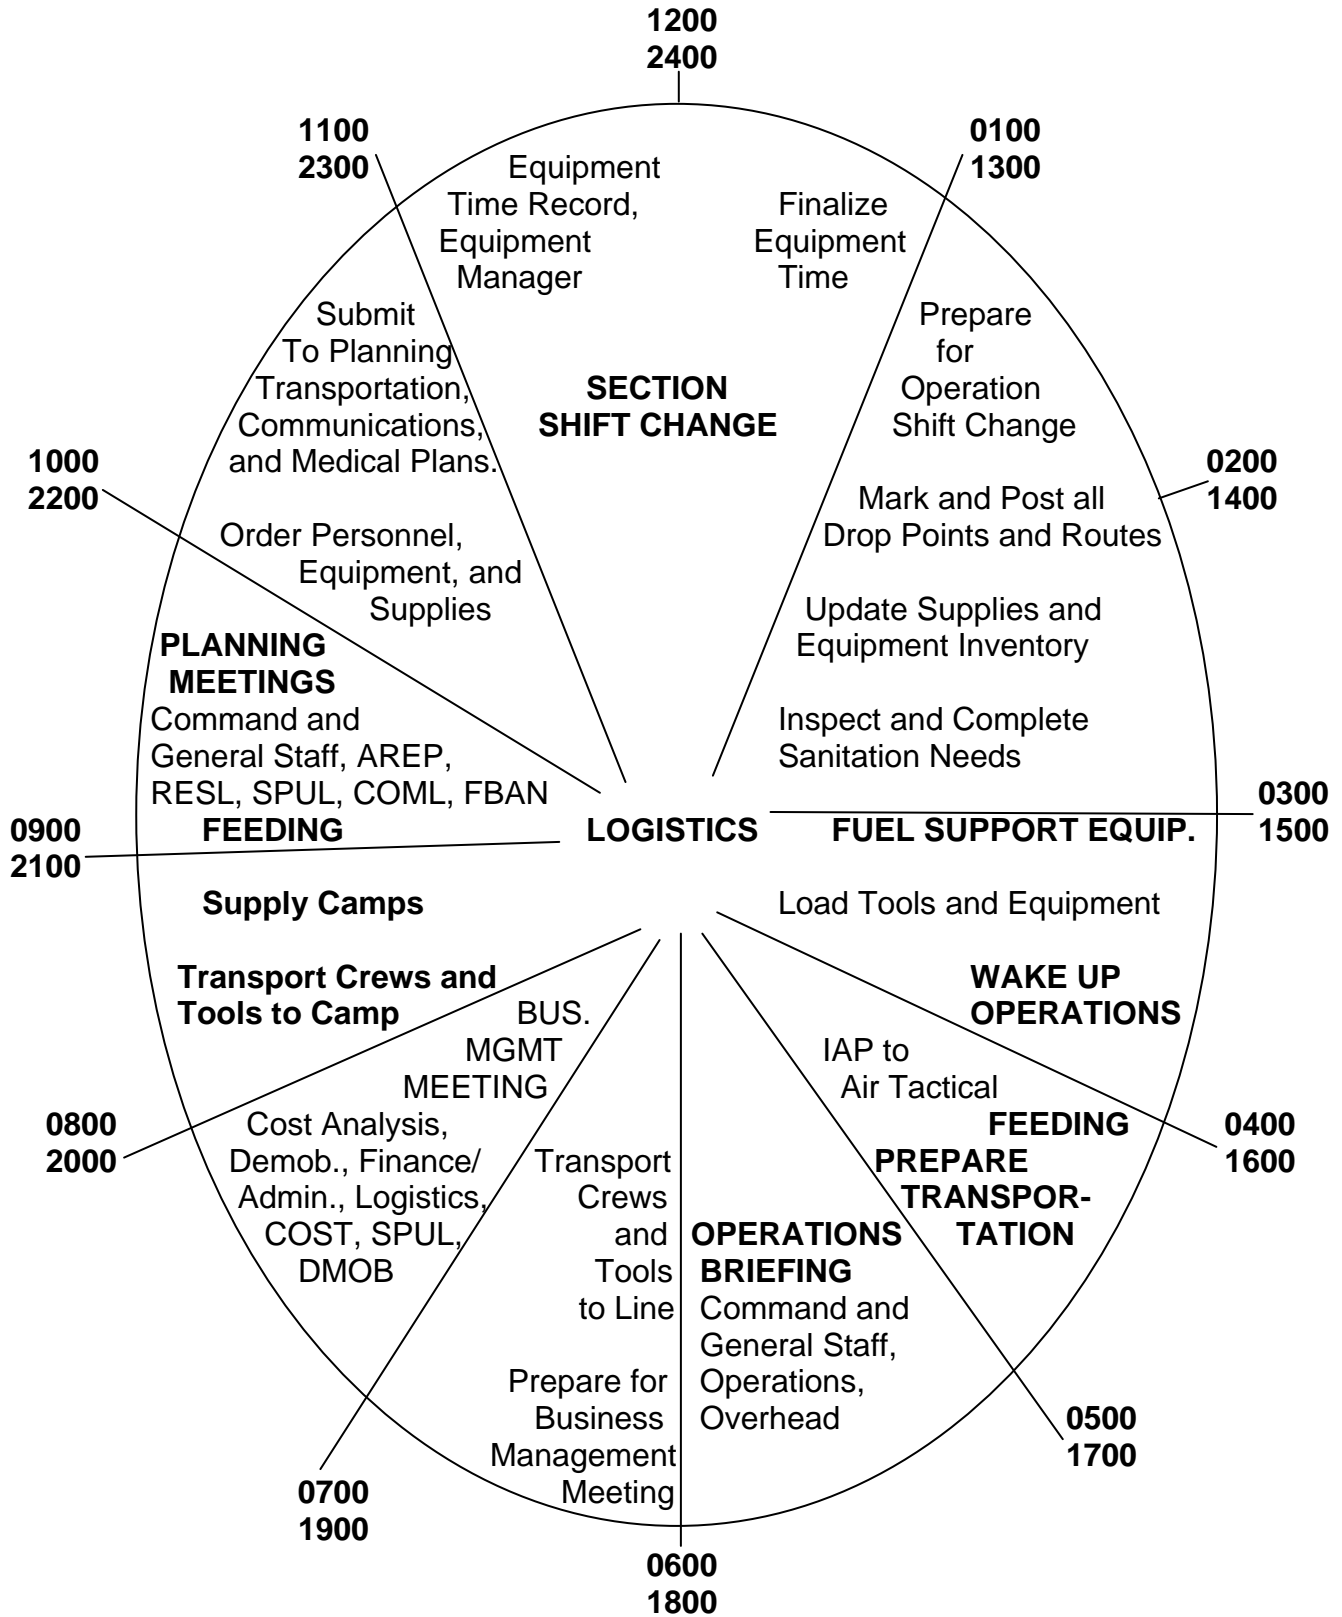 1200
2400
0100
1300
0200
1400
0300
1500
0400
1600
0500
1700
0600
1800
0700
1900
0800
2000
0900
2100
1000
2200
1100
2300
Equipment
Time Record,
Equipment
Manager
Finalize
Equipment
Time
SECTION
SHIFT CHANGE
Prepare
for
Operation
Shift Change
Mark and Post all
Drop Points and Routes
Update Supplies and
Equipment Inventory
Inspect and Complete
Sanitation Needs
FUEL SUPPORT EQUIP.
Load Tools and Equipment
WAKE UP
OPERATIONS
IAP to
Air Tactical
FEEDING
PREPARE
TRANSPOR-
TATION
OPERATIONS
BRIEFING
Command and
General Staff,
Operations,
Overhead
Transport
Crews
and
Tools
to Line
Prepare for
Business
Management
Meeting
BUS.
MGMT
MEETING
Cost Analysis,
Demob., Finance/
Admin., Logistics,
COST, SPUL,
DMOB
Supply Camps
Transport Crews and
Tools to Camp
PLANNING
MEETINGS
Command and
General Staff, AREP,
RESL, SPUL, COML, FBAN
FEEDING
Submit
To Planning
Transportation,
Communications,
and Medical Plans.
Order Personnel,
Equipment, and
Supplies
LOGISTICS